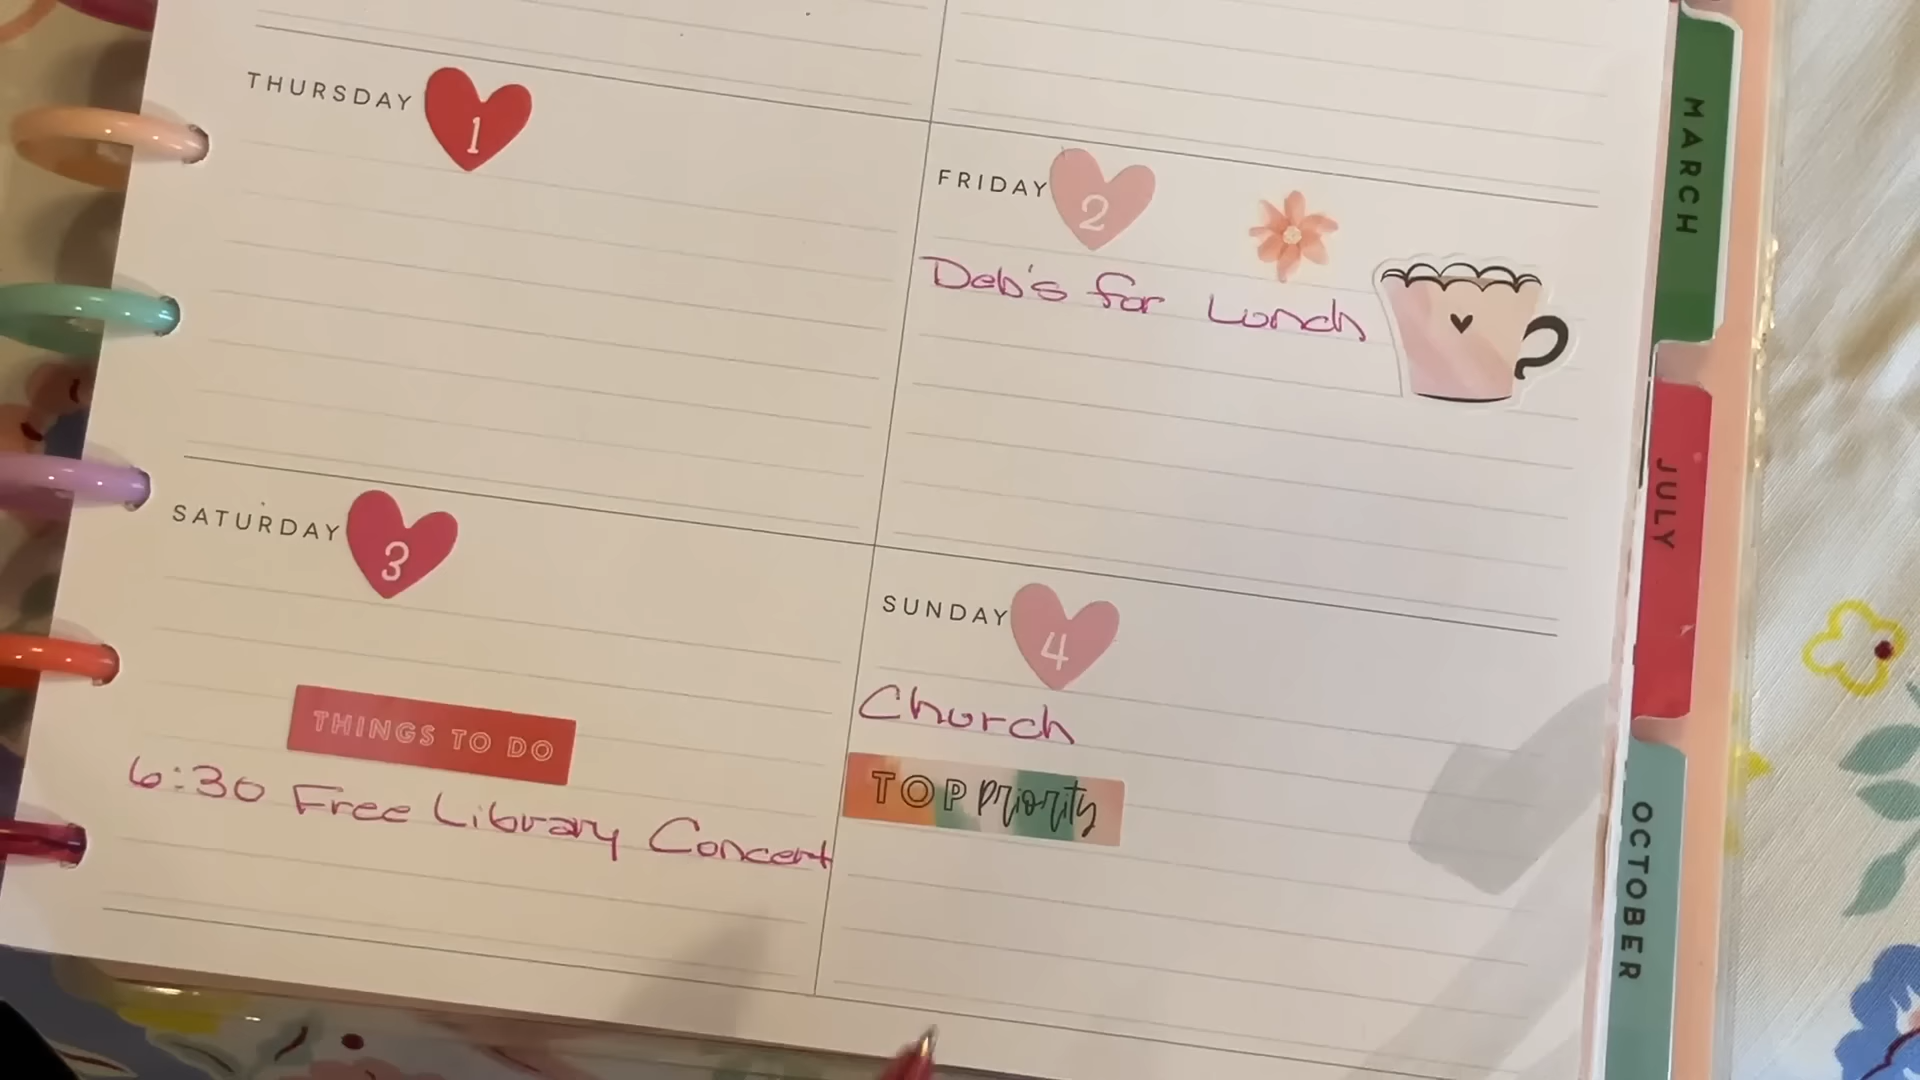 THURSDAY 1
FRIDAY 2
Deb's for Lunch
SATURDAY 3
THINGS TO DO
6:30 Free Library Concert
SUNDAY 4
Church
TOP Priority
MARCH
JULY
OCTOBER